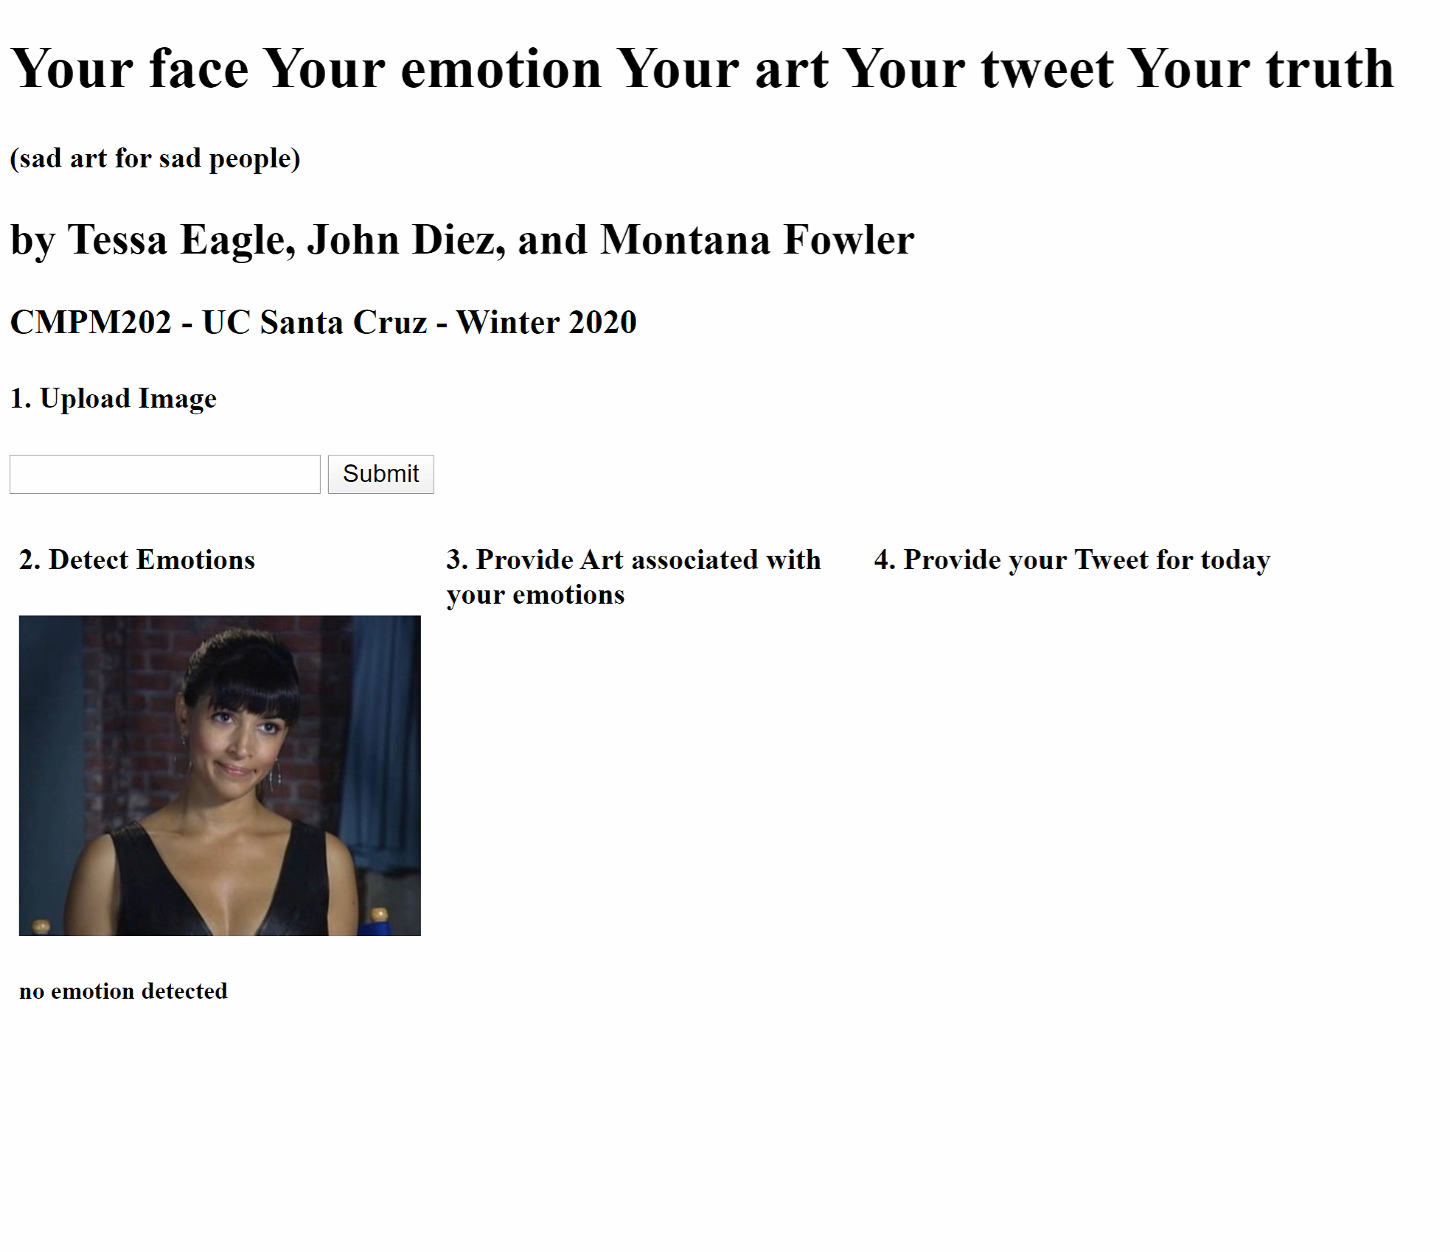 Your face Your emotion Your art Your tweet Your truth
(sad art for sad people)
by Tessa Eagle, John Diez, and Montana Fowler
CMPM202 - UC Santa Cruz - Winter 2020
1. Upload Image
Submit
2. Detect Emotions
no emotion detected
3. Provide Art associated with
your emotions
4. Provide your Tweet for today